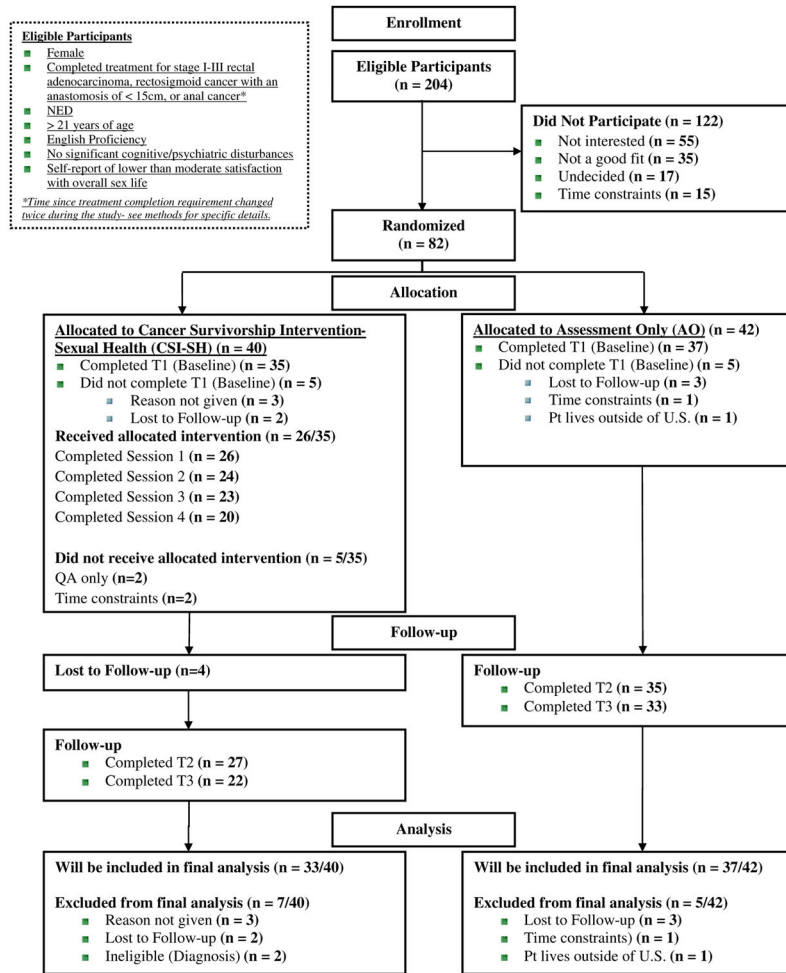 Enrollment
Eligible Participants
Female
Completed treatment for stage I-III rectal
adenocarcinoma, rectosigmoid cancer with an
anastomosis of < 15cm, or anal cancer*
NED
> 21 years of age
English Proficiency
No significant cognitive/psychiatric disturbances
Self-report of lower than moderate satisfaction
with overall sex life
*Time since treatment completion requirement changed
twice during the study- see methods for specific details.
Eligible Participants
(n = 204)
Did Not Participate (n = 122)
Not interested (n = 55)
Not a good fit (n = 35)
Undecided (n = 17)
Time constraints (n = 15)
Randomized
(n = 82)
Allocation
Allocated to Cancer Survivorship Intervention-
Sexual Health (CSI-SH) (n = 40)
Completed T1 (Baseline) (n = 35)
Did not complete T1 (Baseline) (n = 5)
Reason not given (n = 3)
Lost to Follow-up (n = 2)
Received allocated intervention (n = 26/35)
Completed Session 1 (n = 26)
Completed Session 2 (n = 24)
Completed Session 3 (n = 23)
Completed Session 4 (n = 20)
Did not receive allocated intervention (n = 5/35)
QA only (n=2)
Time constraints (n=2)
Allocated to Assessment Only (AO) (n = 42)
Completed T1 (Baseline) (n = 37)
Did not complete T1 (Baseline) (n = 5)
Lost to Follow-up (n = 3)
Time constraints (n = 1)
Pt lives outside of U.S. (n = 1)
Follow-up
Lost to Follow-up (n=4)
Follow-up
Completed T2 (n = 35)
Completed T3 (n = 33)
Follow-up
Completed T2 (n = 27)
Completed T3 (n = 22)
Analysis
Will be included in final analysis (n = 33/40)
Excluded from final analysis (n = 7/40)
Reason not given (n = 3)
Lost to Follow-up (n = 2)
Ineligible (Diagnosis) (n = 2)
Will be included in final analysis (n = 37/42)
Excluded from final analysis (n = 5/42)
Lost to Follow-up (n = 3)
Time constraints) (n = 1)
Pt lives outside of U.S. (n = 1)